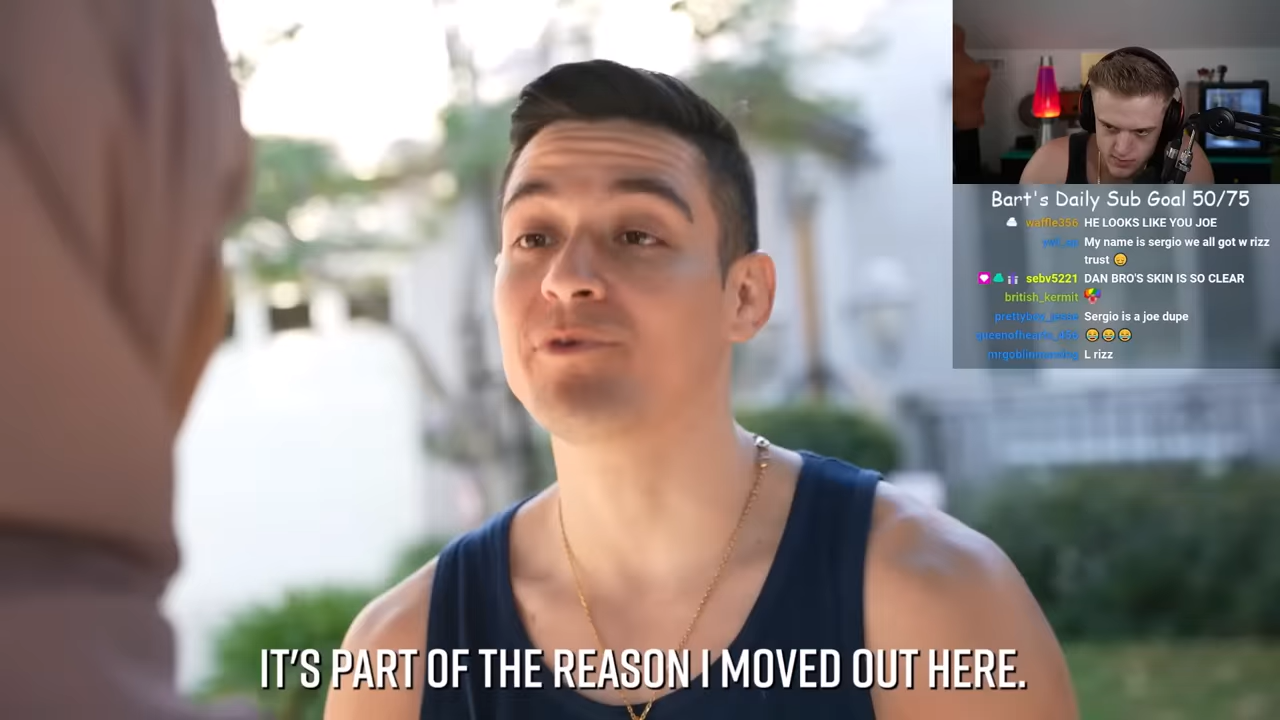 Bart's Daily Sub Goal 50/75
waffle356 HE LOOKS LIKE YOU JOE
My name is sergio we all got w rizz
trust 😔
sebv5221 DAN BRO'S SKIN IS SO CLEAR
british_kermit
Sergio is a joe dupe
😂😂😂
L rizz
IT'S PART OF THE REASON I MOVED OUT HERE.